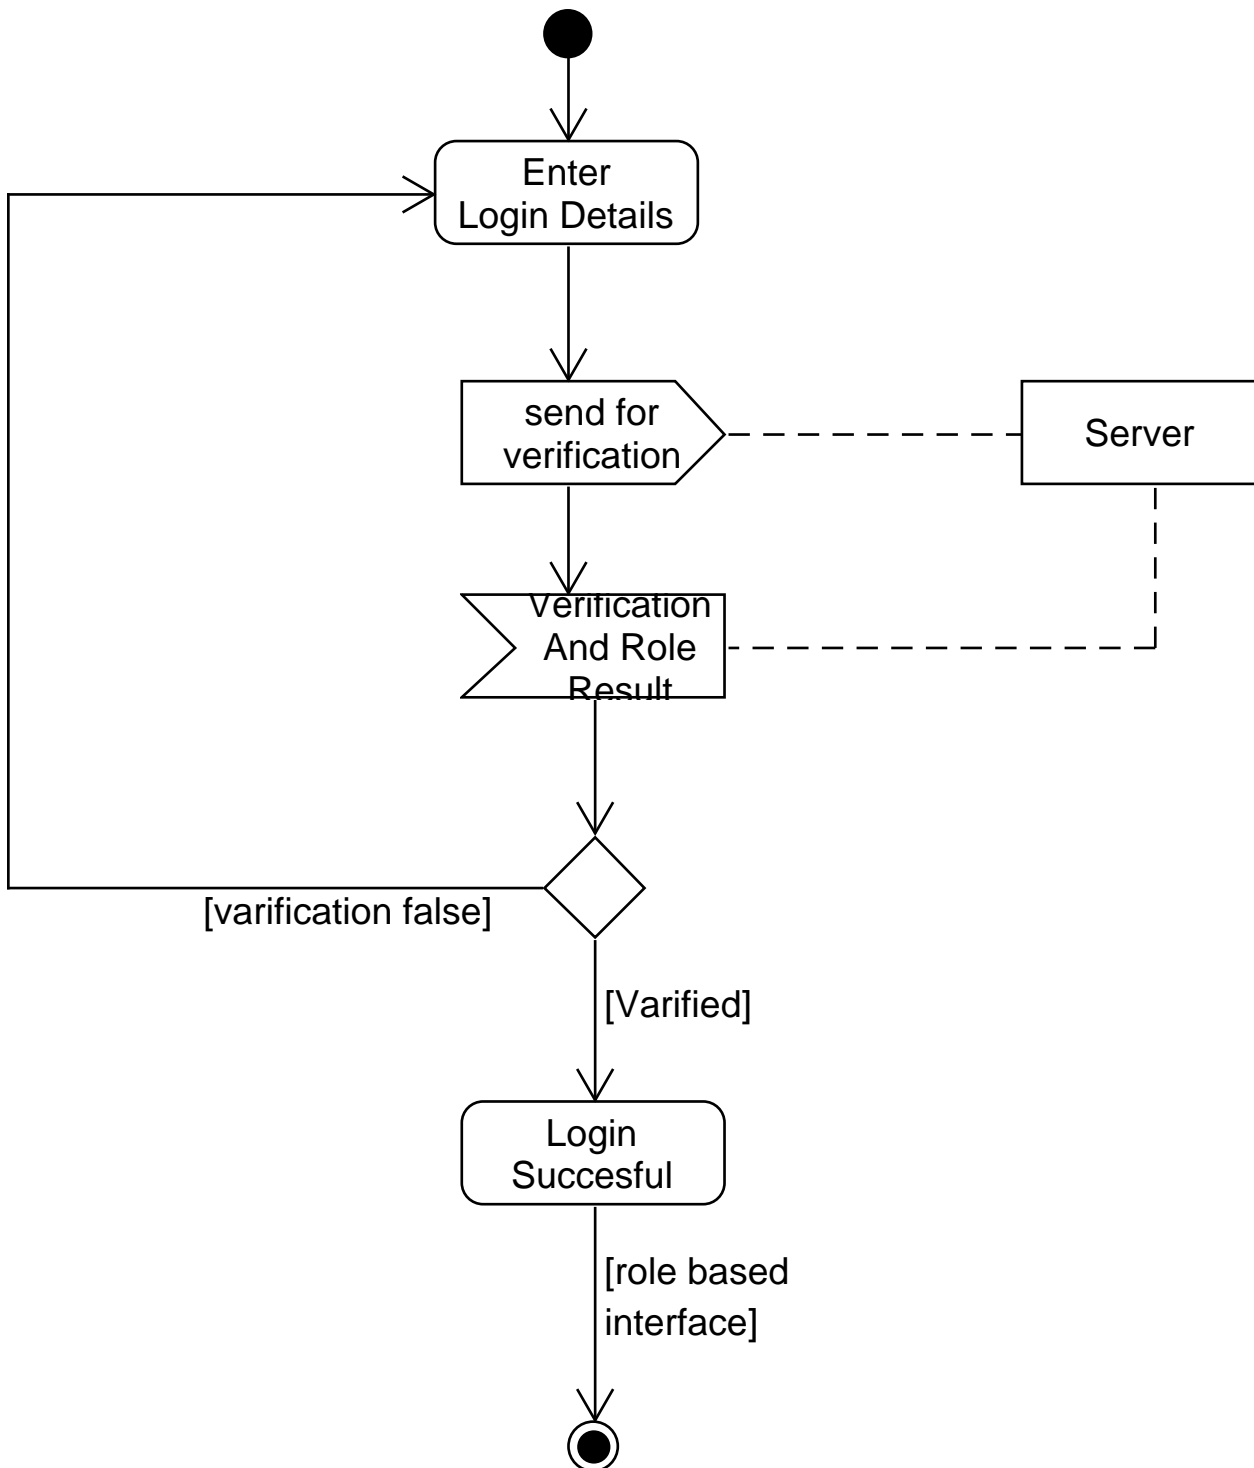 Enter
Login Details
send for
verification
Server
Verification
And Role
Result
[varification false]
[Varified]
Login
Succesful
[role based
interface]